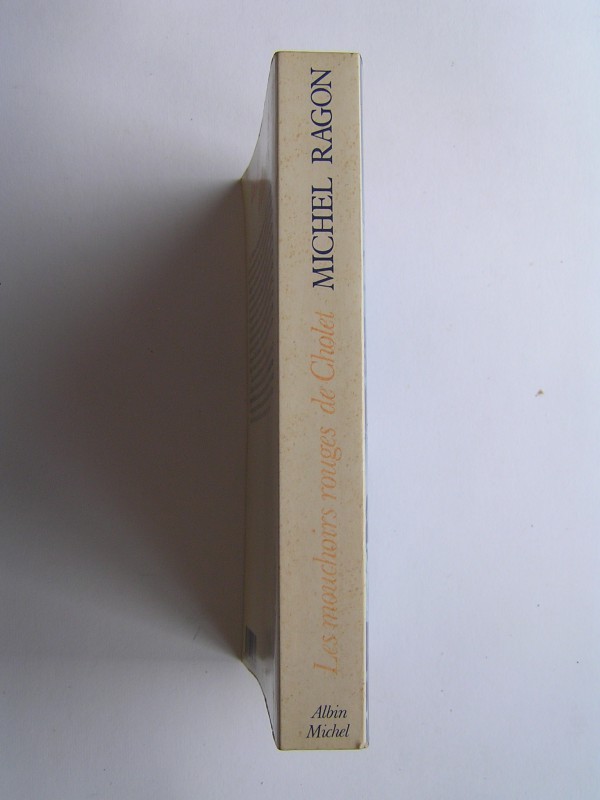 MICHEL RAGON
Les mouchoirs rouges de Cholet
Albin
Michel